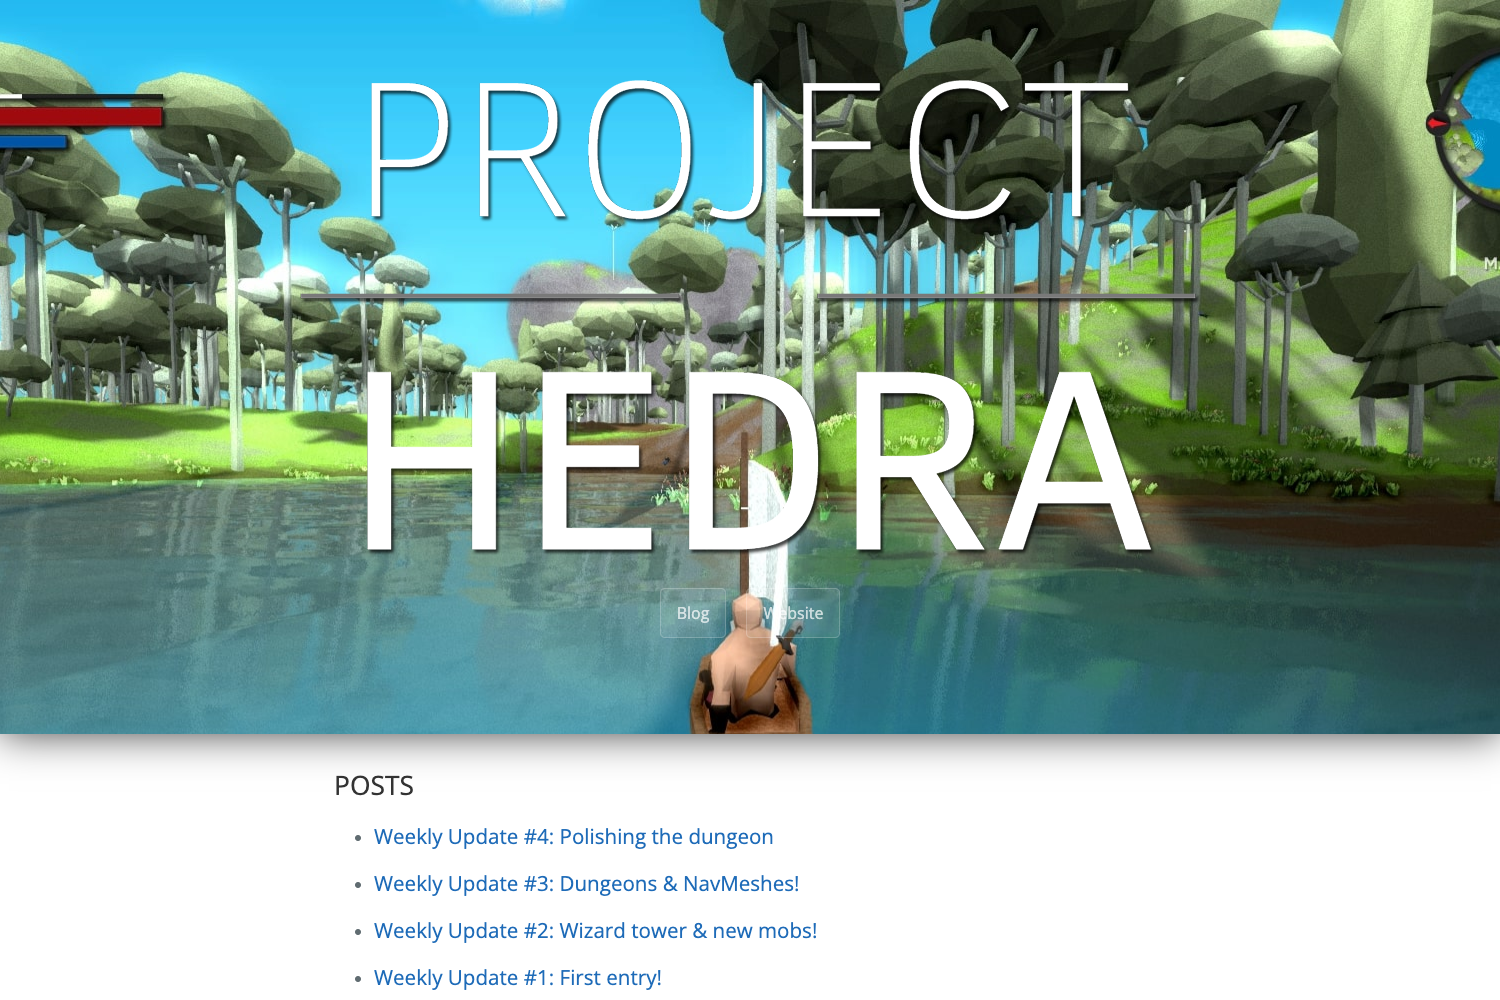 PROJECT
HEDRA
Blog
Website
POSTS
Weekly Update #4: Polishing the dungeon
Weekly Update #3: Dungeons & NavMeshes!
Weekly Update #2: Wizard tower & new mobs!
Weekly Update #1: First entry!